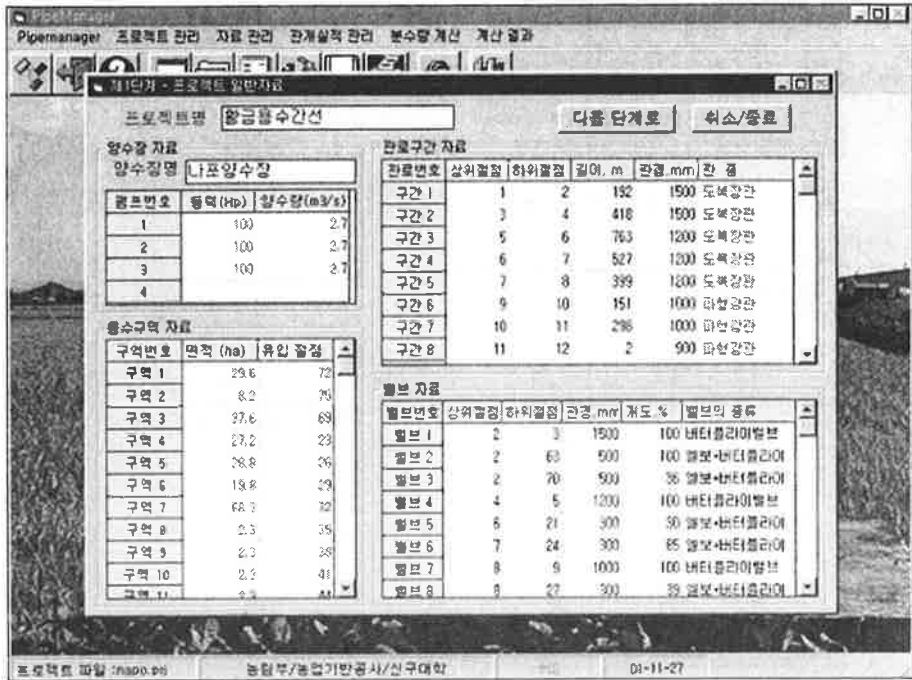 PipeManager
Pipemanager 프로젝트 관리 자료 관리 관개실적 관리 분수량 계산 계산 결과
제1단계 - 프로젝트 일반자료
프로젝트명 황금용수간선 다음 단계로 취소/종료
양수장 자료
양수장명 나포양수장
펌프번호 동력(Hp) 양수량(m3/s)
1 100 2.7
2 100 2.7
3 100 2.7
4
용수구역 자료
구역번호 면적 (ha) 유입 절점
구역 1 29.6 72
구역 2 8.2 75
구역 3 37.6 69
구역 4 27.2 23
구역 5 28.8 26
구역 6 19.8 29
구역 7 68.3 32
구역 8 2.3 35
구역 9 2.3 38
구역 10 2.3 41
구역 11 2.3 44
관로구간 자료
관로번호 상위절점 하위절점 길이, m 관경,mm 관 종
구간 1 1 2 192 1500 도복장관
구간 2 3 4 418 1500 도복장관
구간 3 5 6 763 1200 도복장관
구간 4 6 7 527 1200 도복장관
구간 5 7 8 399 1200 도복장관
구간 6 9 10 151 1000 파형강관
구간 7 10 11 296 1000 파형강관
구간 8 11 12 2 900 파형강관
밸브 자료
밸브번호 상위절점 하위절점 관경,mm 개도,% 밸브의 종류
밸브 1 2 3 1500 100 버터플라이밸브
밸브 2 2 63 500 100 엘보+버터플라이
밸브 3 2 70 500 36 엘보+버터플라이
밸브 4 4 5 1200 100 버터플라이밸브
밸브 5 6 21 300 30 엘보+버터플라이
밸브 6 7 24 300 65 엘보+버터플라이
밸브 7 8 9 1000 100 버터플라이밸브
밸브 8 8 27 300 39 엘보+버터플라이
프로젝트 파일 :napo.prj 농림부/농업기반공사/신구대학 01-11-27